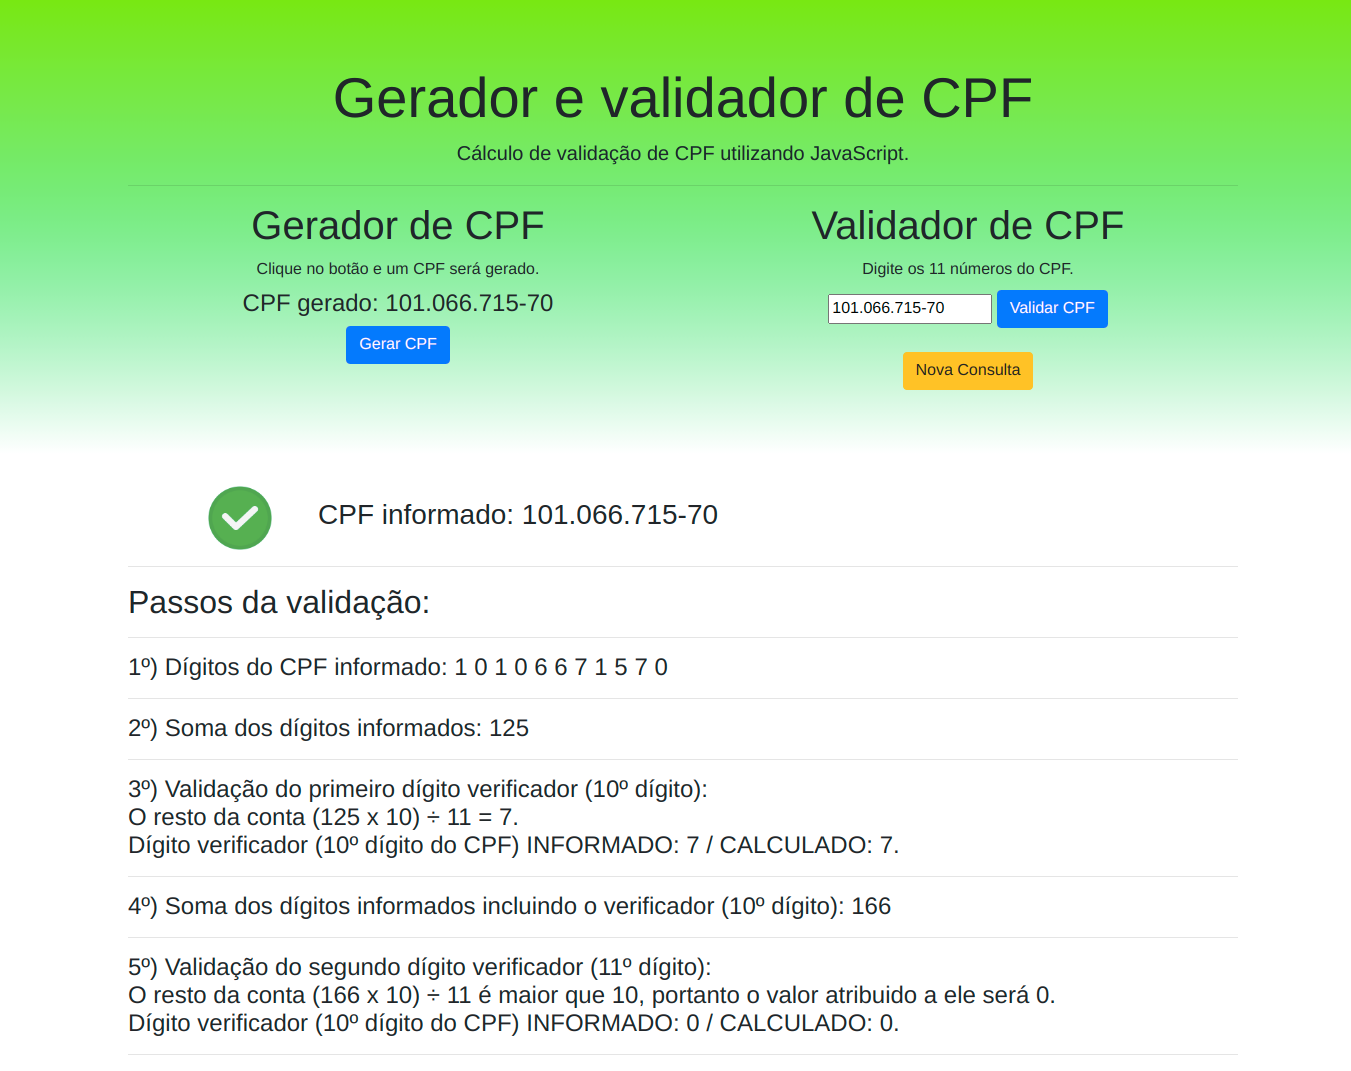 Gerador e validador de CPF
Cálculo de validação de CPF utilizando JavaScript.
Gerador de CPF
Clique no botão e um CPF será gerado.
CPF gerado: 101.066.715-70
Gerar CPF
Validador de CPF
Digite os 11 números do CPF.
101.066.715-70 Validar CPF
Nova Consulta
CPF informado: 101.066.715-70
Passos da validação:
1º) Dígitos do CPF informado: 1 0 1 0 6 6 7 1 5 7 0
2º) Soma dos dígitos informados: 125
3º) Validação do primeiro dígito verificador (10º dígito):
O resto da conta (125 x 10) ÷ 11 = 7.
Dígito verificador (10º dígito do CPF) INFORMADO: 7 / CALCULADO: 7.
4º) Soma dos dígitos informados incluindo o verificador (10º dígito): 166
5º) Validação do segundo dígito verificador (11º dígito):
O resto da conta (166 x 10) ÷ 11 é maior que 10, portanto o valor atribuido a ele será 0.
Dígito verificador (10º dígito do CPF) INFORMADO: 0 / CALCULADO: 0.